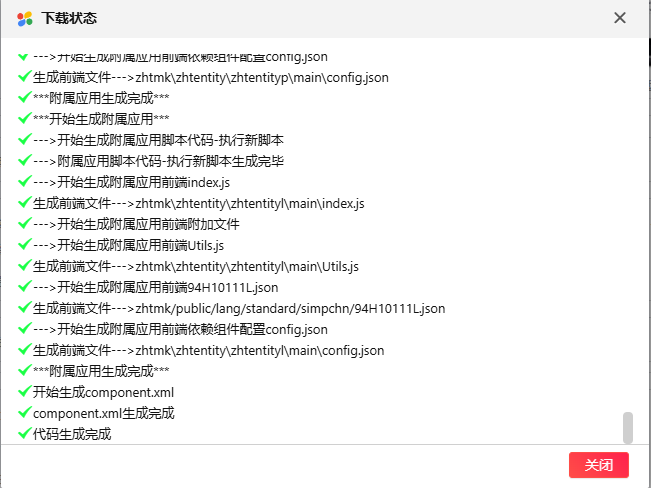 下载状态
--->开始生成附属应用前端依赖组件配置config.json
生成前端文件--->zhtmk\zhtentity\zhtentityp\main\config.json
***附属应用生成完成***
***开始生成附属应用***
--->开始生成附属应用脚本代码-执行新脚本
--->附属应用脚本代码-执行新脚本生成完毕
--->开始生成附属应用前端index.js
生成前端文件--->zhtmk\zhtentity\zhtentityl\main\index.js
--->开始生成附属应用前端附加文件
--->开始生成附属应用前端Utils.js
生成前端文件--->zhtmk\zhtentity\zhtentityl\main\Utils.js
--->开始生成附属应用前端94H10111L.json
生成前端文件--->zhtmk/public/lang/standard/simpchn/94H10111L.json
--->开始生成附属应用前端依赖组件配置config.json
生成前端文件--->zhtmk\zhtentity\zhtentityl\main\config.json
***附属应用生成完成***
开始生成component.xml
component.xml生成完成
代码生成完成
关闭